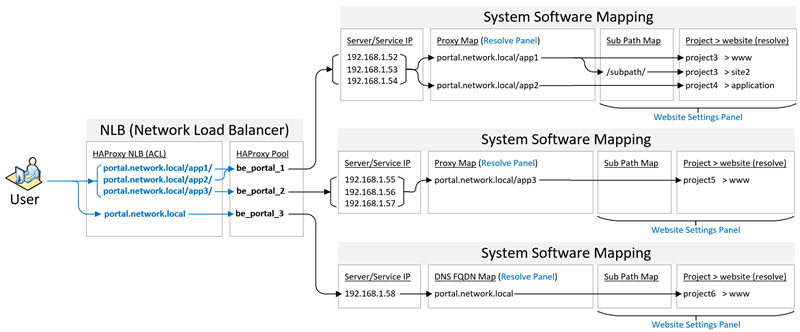 System Software Mapping
Server/Service IP
Proxy Map (Resolve Panel)
Sub Path Map
Project > website (resolve)
192.168.1.52
192.168.1.53
192.168.1.54
portal.network.local/app1
portal.network.local/app2
/subpath/
project3 > www
project3 > site2
project4 > application
Website Settings Panel
NLB (Network Load Balancer)
HAProxy NLB (ACL)
HAProxy Pool
portal.network.local/app1/
portal.network.local/app2/
portal.network.local/app3/
portal.network.local
be_portal_1
be_portal_2
be_portal_3
User
System Software Mapping
Server/Service IP
Proxy Map (Resolve Panel)
Sub Path Map
Project > website (resolve)
192.168.1.55
192.168.1.56
192.168.1.57
portal.network.local/app3
project5 > www
Website Settings Panel
System Software Mapping
Server/Service IP
DNS FQDN Map (Resolve Panel)
Sub Path Map
Project > website (resolve)
192.168.1.58
portal.network.local
project6 > www
Website Settings Panel